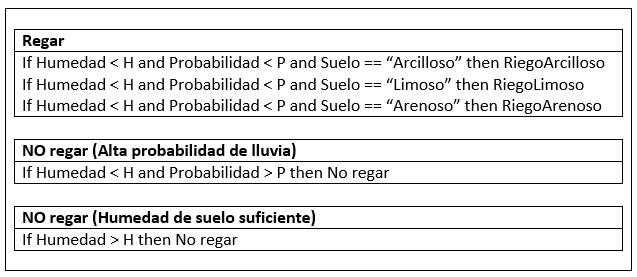 Regar
If Humedad < H and Probabilidad < P and Suelo == “Arcilloso” then RiegoArcilloso
If Humedad < H and Probabilidad < P and Suelo == “Limoso” then RiegoLimoso
If Humedad < H and Probabilidad < P and Suelo == “Arenoso” then RiegoArenoso
NO regar (Alta probabilidad de lluvia)
If Humedad < H and Probabilidad > P then No regar
NO regar (Humedad de suelo suficiente)
If Humedad > H then No regar